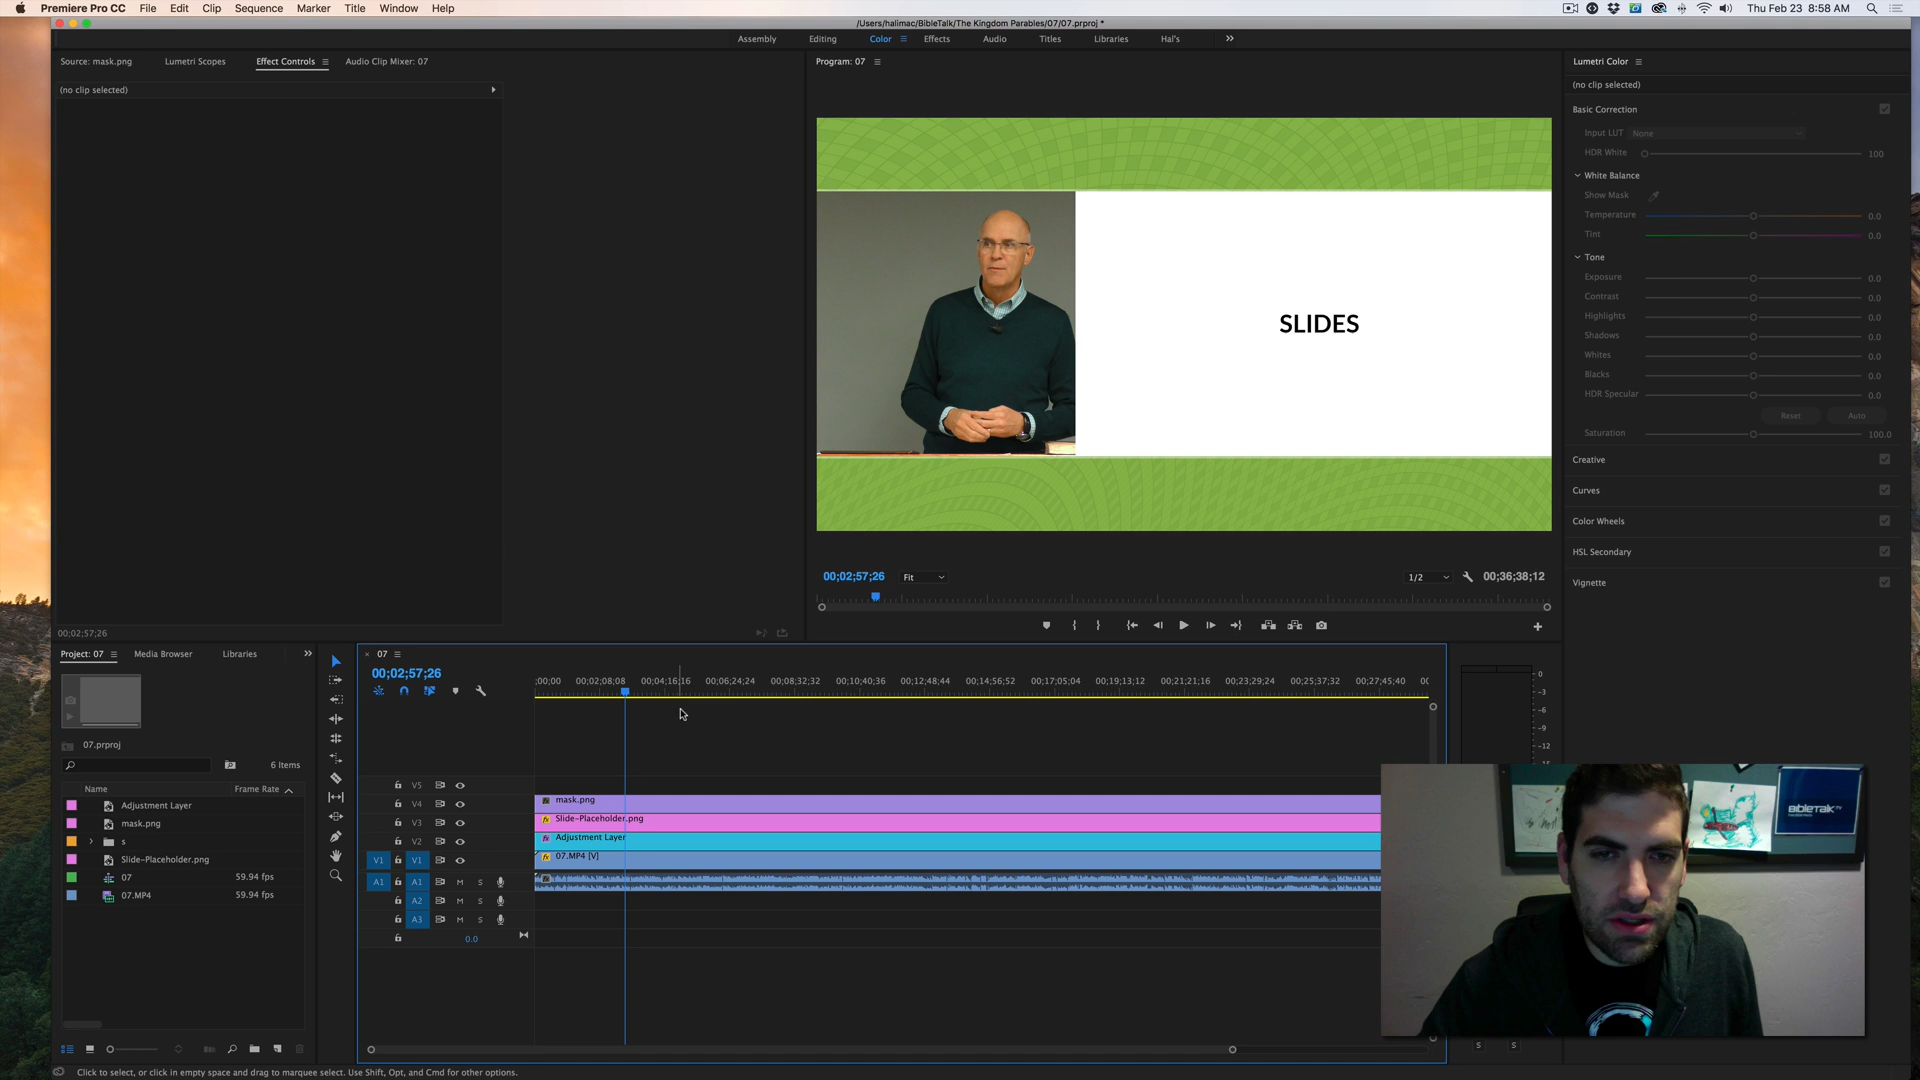 Premiere Pro CC File Edit Clip Sequence Marker Title Window Help Thu Feb 23 8:58 AM
/Users/halimac/BibleTalk/The Kingdom Parables/07/07.prproj *
Assembly Editing Color Effects Audio Titles Libraries Hal's
Source: mask.png Lumetri Scopes Effect Controls Audio Clip Mixer: 07
(no clip selected)
00;02;57;26
Program: 07
SLIDES
00;02;57;26 Fit 1/2 00;36;38;12
Lumetri Color
(no clip selected)
Basic Correction
Input LUT None
HDR White 100
White Balance
Show Mask
Temperature 0.0
Tint 0.0
Tone
Exposure 0.0
Contrast 0.0
Highlights 0.0
Shadows 0.0
Whites 0.0
Blacks 0.0
HDR Specular 0.0
Reset Auto
Saturation 100.0
Creative
Curves
Color Wheels
HSL Secondary
Vignette
Project: 07 Media Browser Libraries
07.prproj
6 Items
Name Frame Rate
Adjustment Layer
mask.png
s
Slide-Placeholder.png
07 59.94 fps
07.MP4 59.94 fps
07
00;02;57;26
;00;00 00;02;08;08 00;04;16;16 00;06;24;24 00;08;32;32 00;10;40;36 00;12;48;44 00;14;56;52 00;17;05;04 00;19;13;12 00;21;21;16 00;23;29;24 00;25;37;32 00;27;45;40 00
V5
V4 mask.png
V3 Slide-Placeholder.png
V2 Adjustment Layer
V1 V1 07.MP4 [V]
A1 A1 M S
A2 M S
A3 M S
0.0
0
-3
-6
-9
-12
S S
BibleTalk.TV
Click to select, or click in empty space and drag to marquee select. Use Shift, Opt, and Cmd for other options.